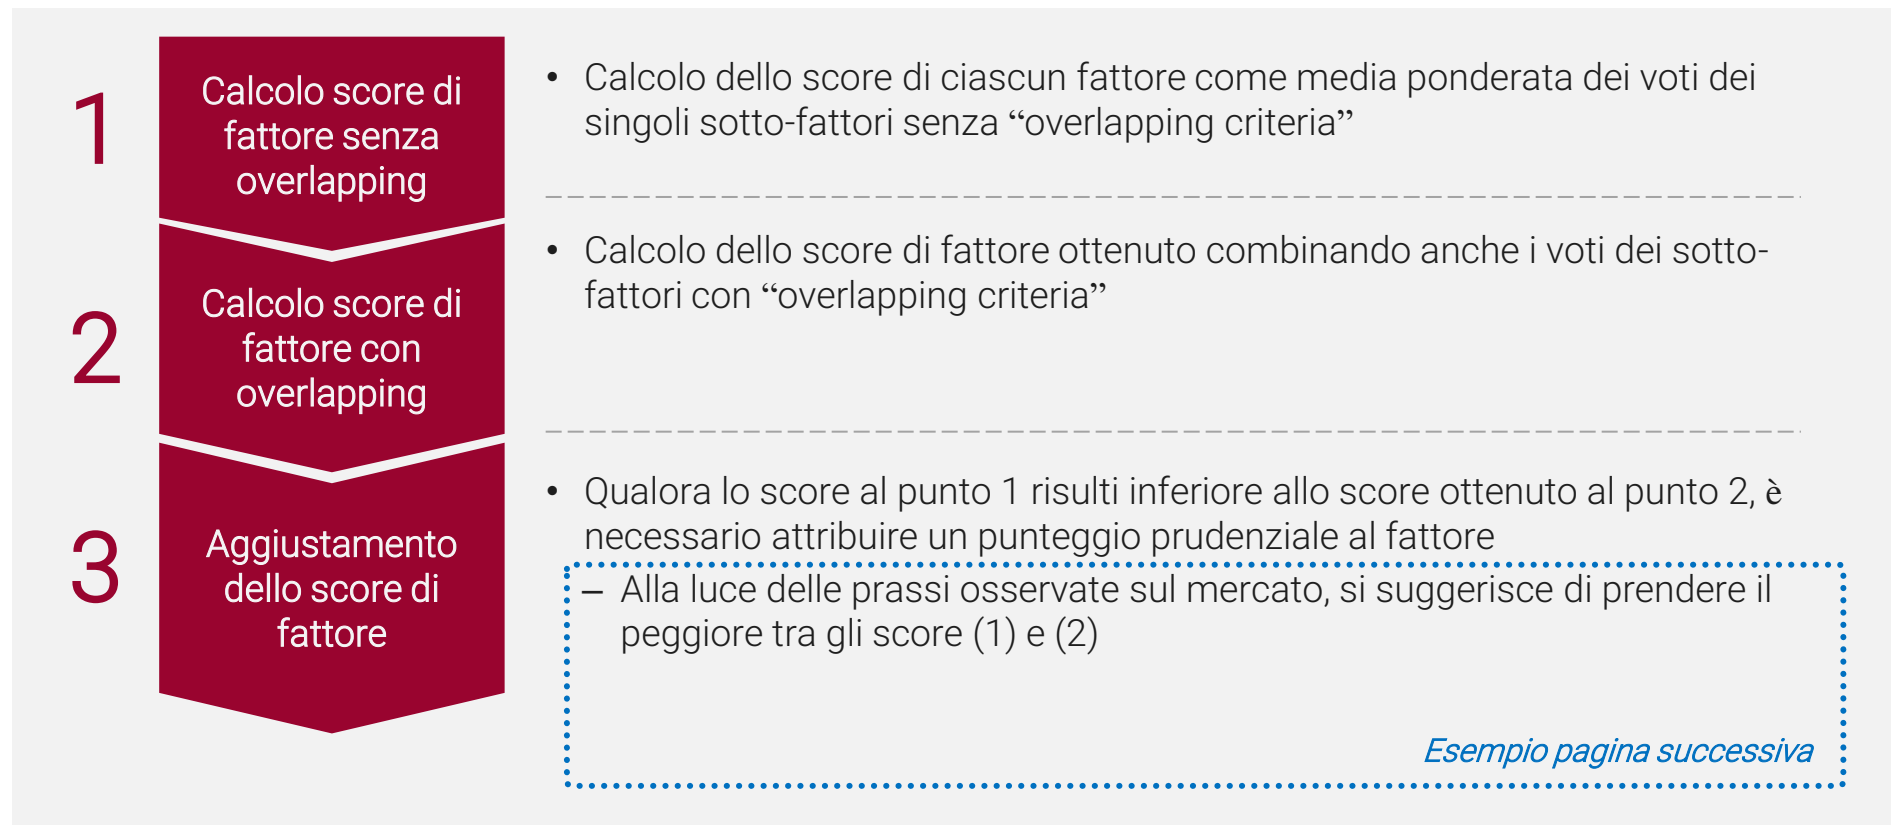 1
Calcolo score di
fattore senza
overlapping
• Calcolo dello score di ciascun fattore come media ponderata dei voti dei
singoli sotto-fattori senza “overlapping criteria”
2
Calcolo score di
fattore con
overlapping
• Calcolo dello score di fattore ottenuto combinando anche i voti dei sotto-
fattori con “overlapping criteria”
3
Aggiustamento
dello score di
fattore
• Qualora lo score al punto 1 risulti inferiore allo score ottenuto al punto 2, è
necessario attribuire un punteggio prudenziale al fattore
– Alla luce delle prassi osservate sul mercato, si suggerisce di prendere il
peggiore tra gli score (1) e (2)
Esempio pagina successiva